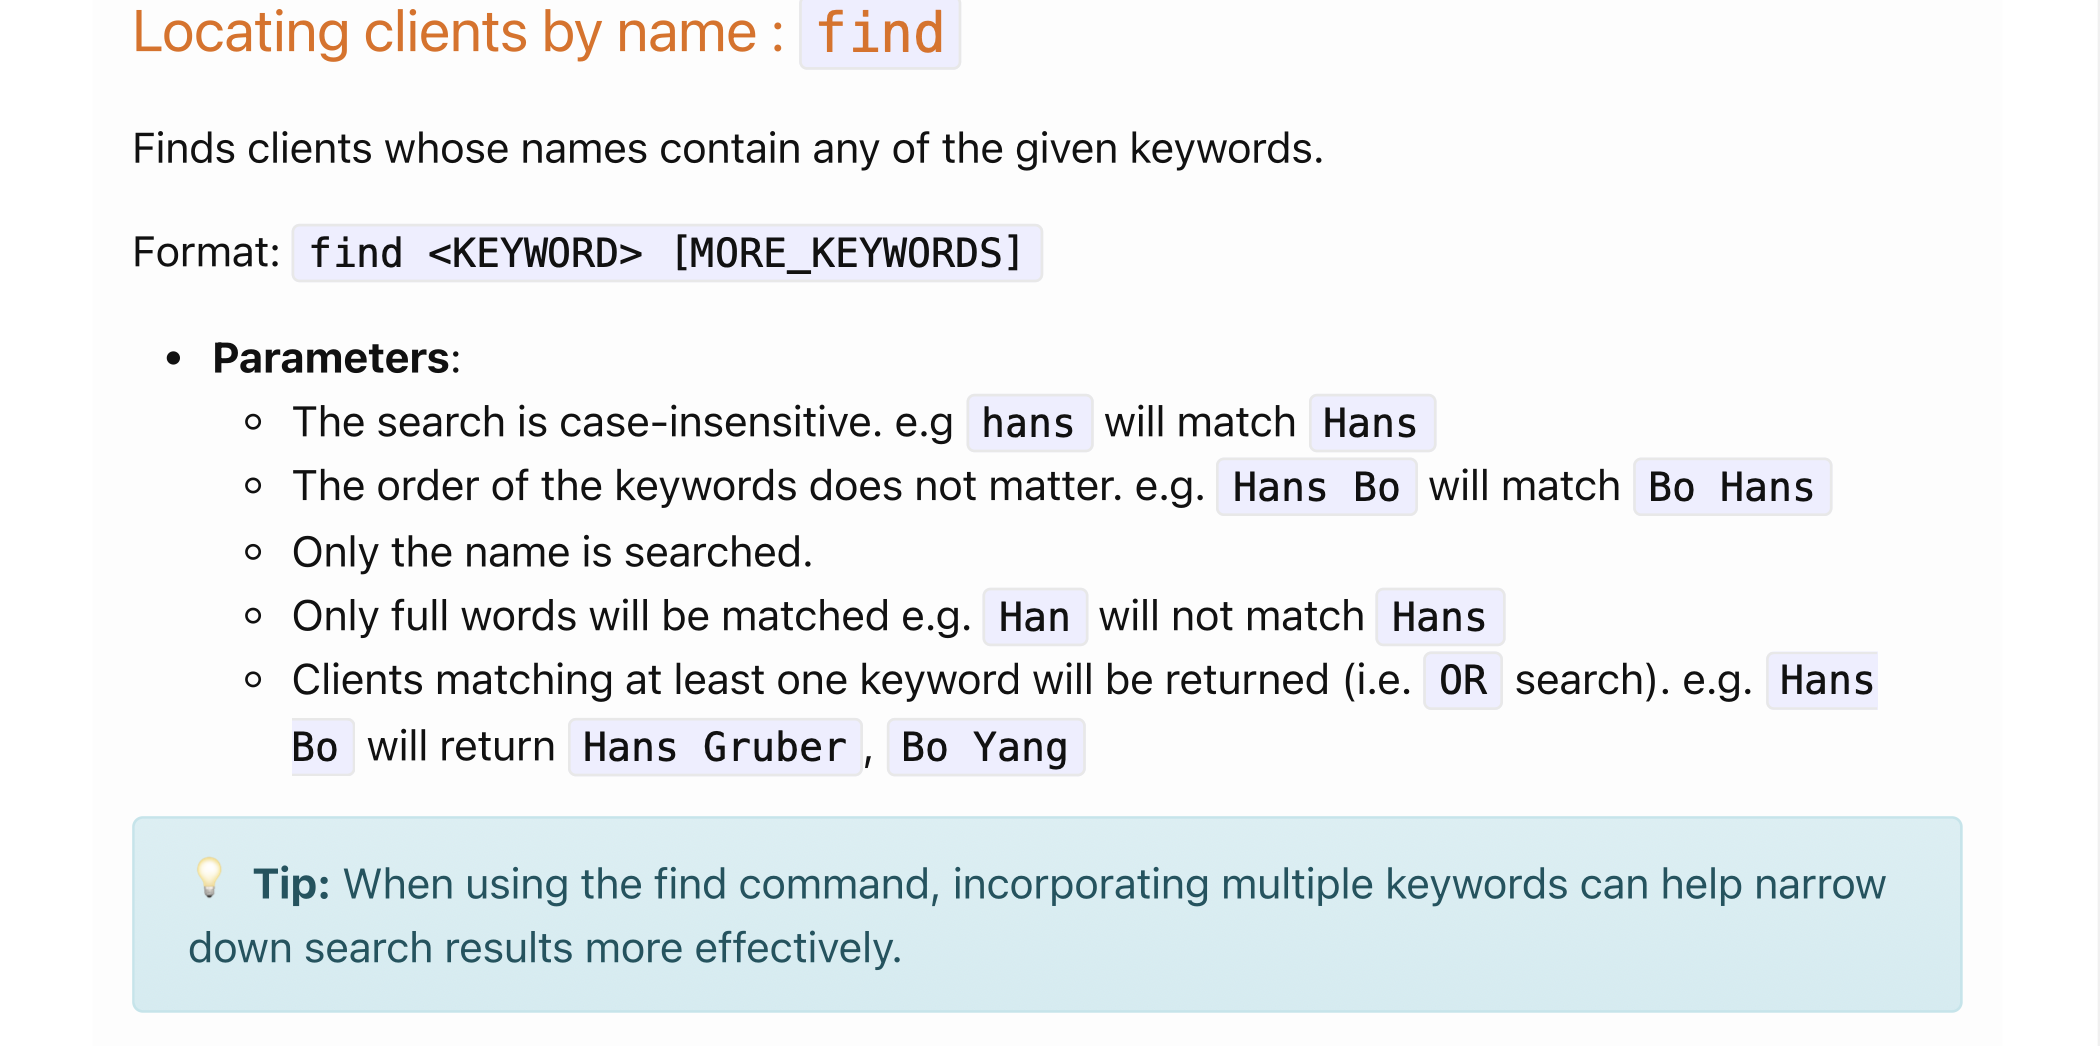 Locating clients by name : find
Finds clients whose names contain any of the given keywords.
Format: find <KEYWORD> [MORE_KEYWORDS]
• Parameters:
◦ The search is case-insensitive. e.g hans will match Hans
◦ The order of the keywords does not matter. e.g. Hans Bo will match Bo Hans
◦ Only the name is searched.
◦ Only full words will be matched e.g. Han will not match Hans
◦ Clients matching at least one keyword will be returned (i.e. OR search). e.g. Hans
Bo will return Hans Gruber, Bo Yang
💡 Tip: When using the find command, incorporating multiple keywords can help narrow
down search results more effectively.